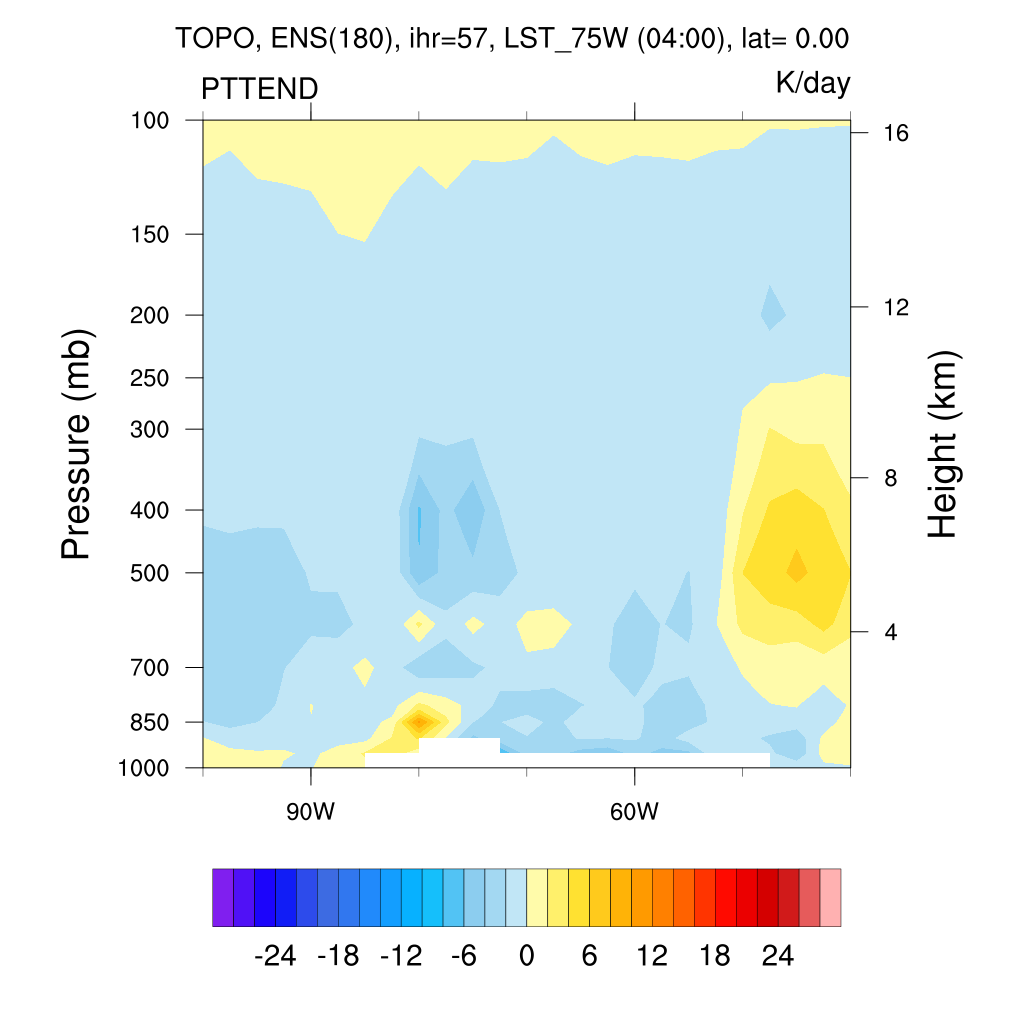 TOPO, ENS(180), ihr=57, LST_75W (04:00), lat= 0.00
PTTEND K/day
100
150
200
250
300
400
500
700
850
1000
Pressure (mb)
16
12
8
4
Height (km)
90W 60W
-24 -18 -12 -6 0 6 12 18 24